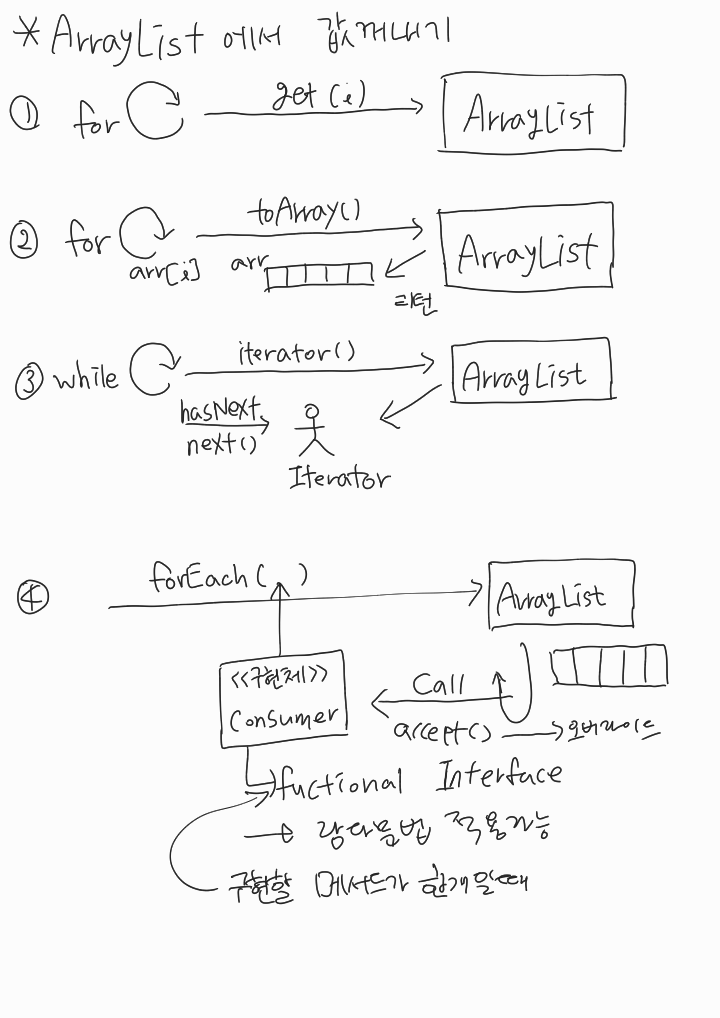 * ArrayList 에서 값꺼내기
① for get(i) ArrayList
② for toArray() ArrayList
arr[i] arr
리턴
③ while iterator() ArrayList
hasNext
next()
Iterator
④ forEach( ) ArrayList
<<구현체>>
Consumer
Call
accept() → 오버라이드
fuctional Interface
→ 람다문법 적용가능
구현할 메서드가 한개일때